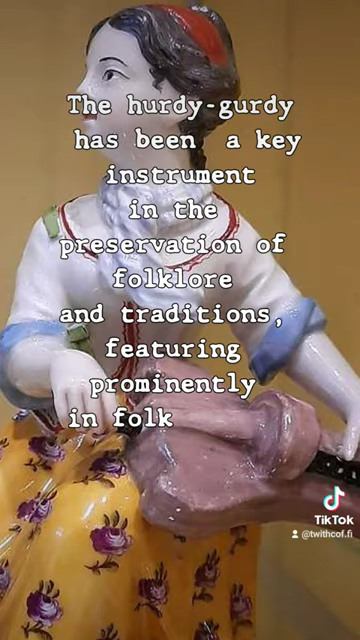 The hurdy-gurdy
has been a key
instrument
in the
preservation of
folklore
and traditions,
featuring
prominently
in folk
TikTok
@twithcof.fi